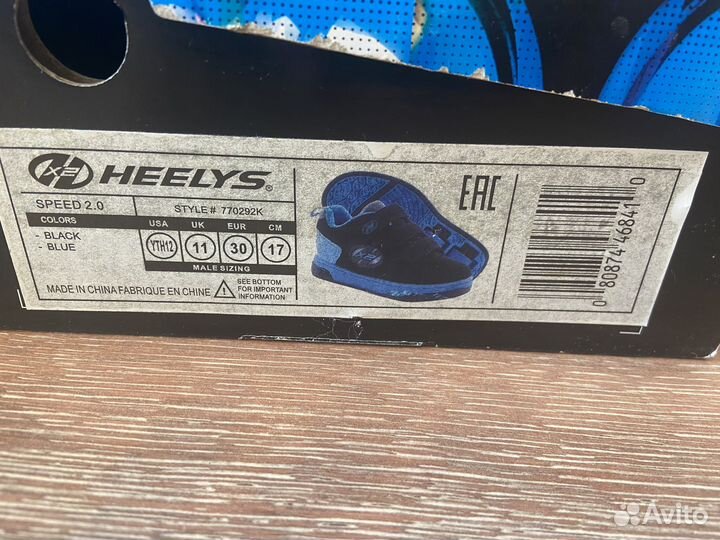 X2 HEELYS®
SPEED 2.0
STYLE # 770292K
COLORS
- BLACK
- BLUE
USA UK EUR CM
YTH12 11 30 17
MALE SIZING
MADE IN CHINA FABRIQUE EN CHINE
! SEE BOTTOM
FOR IMPORTANT
INFORMATION
EAC
0 80874 46841 0
Avito